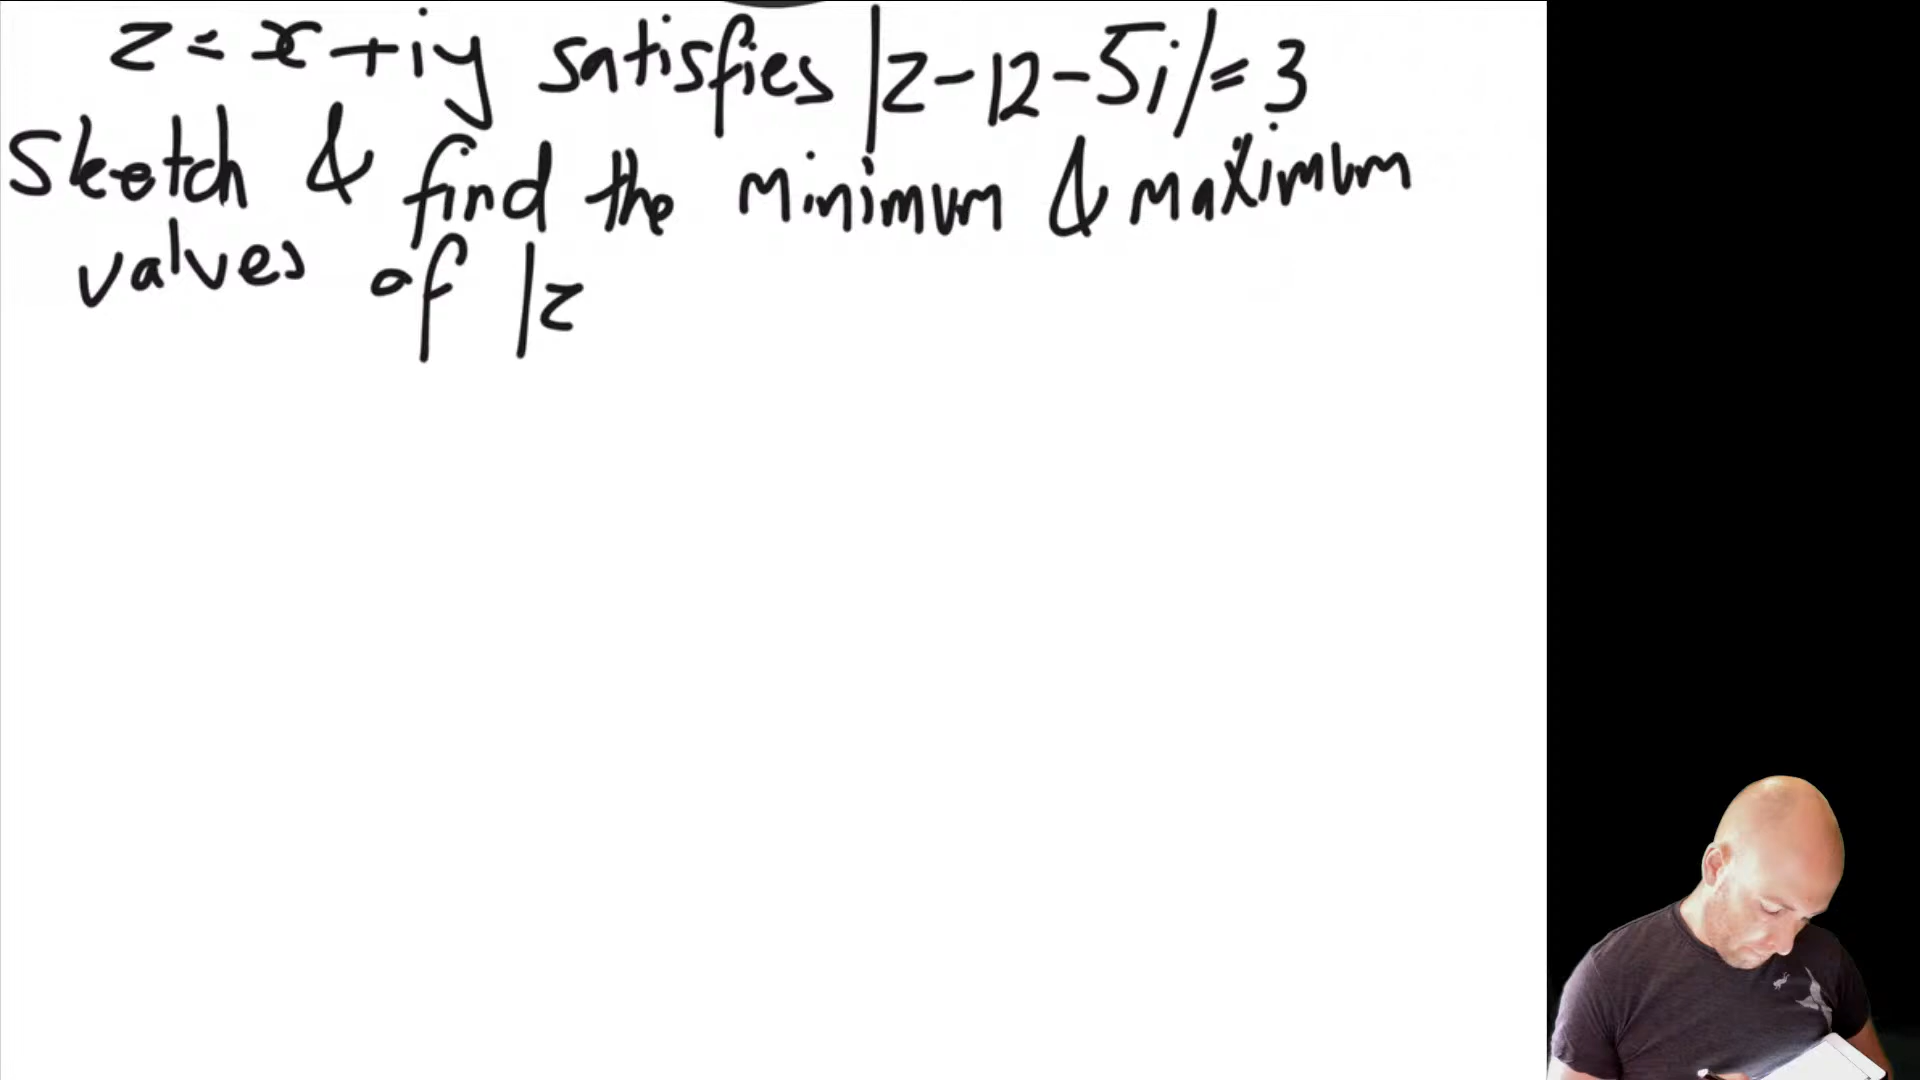 z = x + iy satisfies |z - 12 - 5i| = 3
Sketch & find the minimum & maximum
values of |z